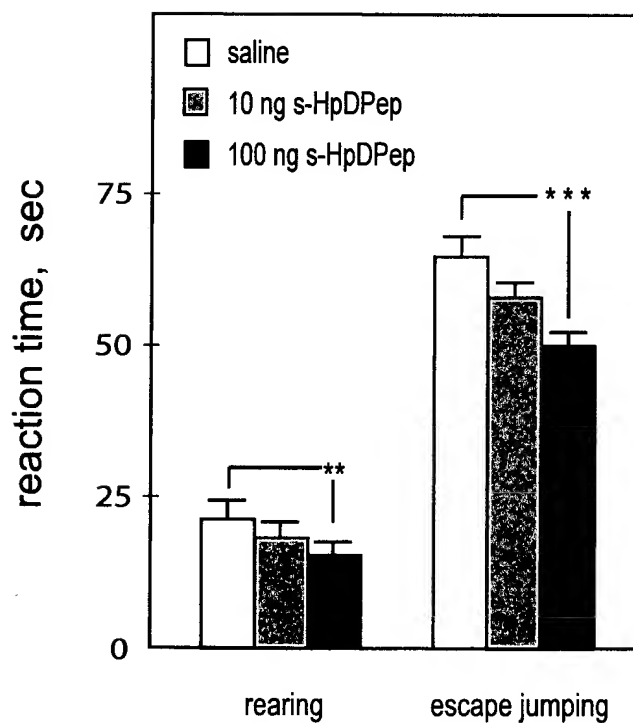 saline
10 ng s-HpDPep
100 ng s-HpDPep
reaction time, sec
75
50
25
0
***
**
rearing
escape jumping